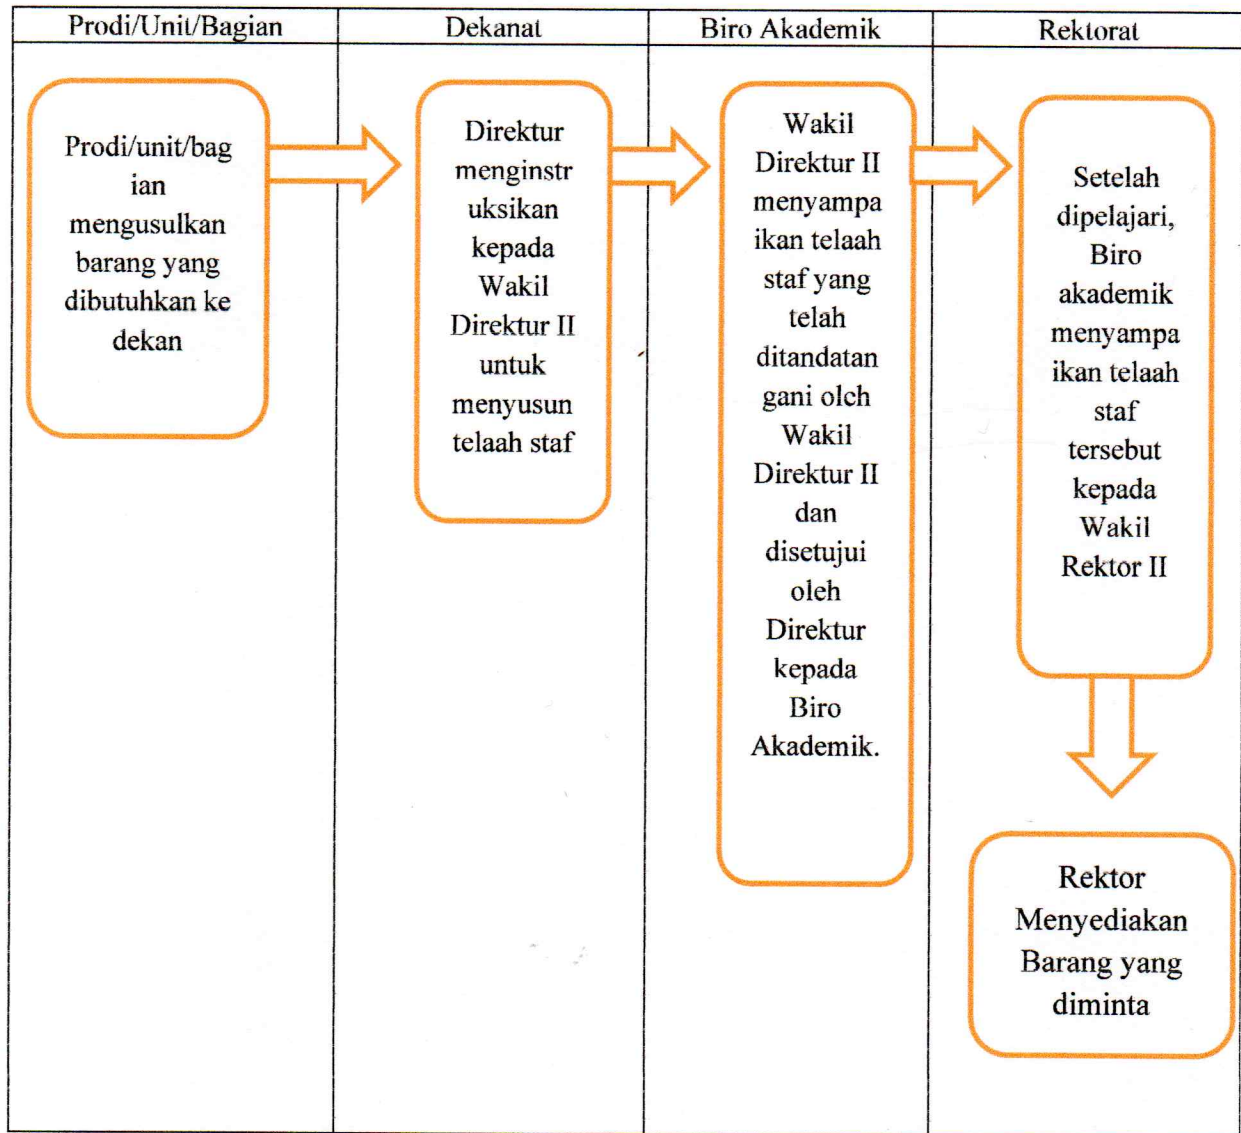 Prodi/Unit/Bagian
Dekanat
Biro Akademik
Rektorat
Prodi/unit/bag
ian
mengusulkan
barang yang
dibutuhkan ke
dekan
Direktur
menginstr
uksikan
kepada
Wakil
Direktur II
untuk
menyusun
telaah staf
Wakil
Direktur II
menyampa
ikan telaah
staf yang
telah
ditandatan
gani oleh
Wakil
Direktur II
dan
disetujui
oleh
Direktur
kepada
Biro
Akademik.
Setelah
dipelajari,
Biro
akademik
menyampa
ikan telaah
staf
tersebut
kepada
Wakil
Rektor II
Rektor
Menyediakan
Barang yang
diminta